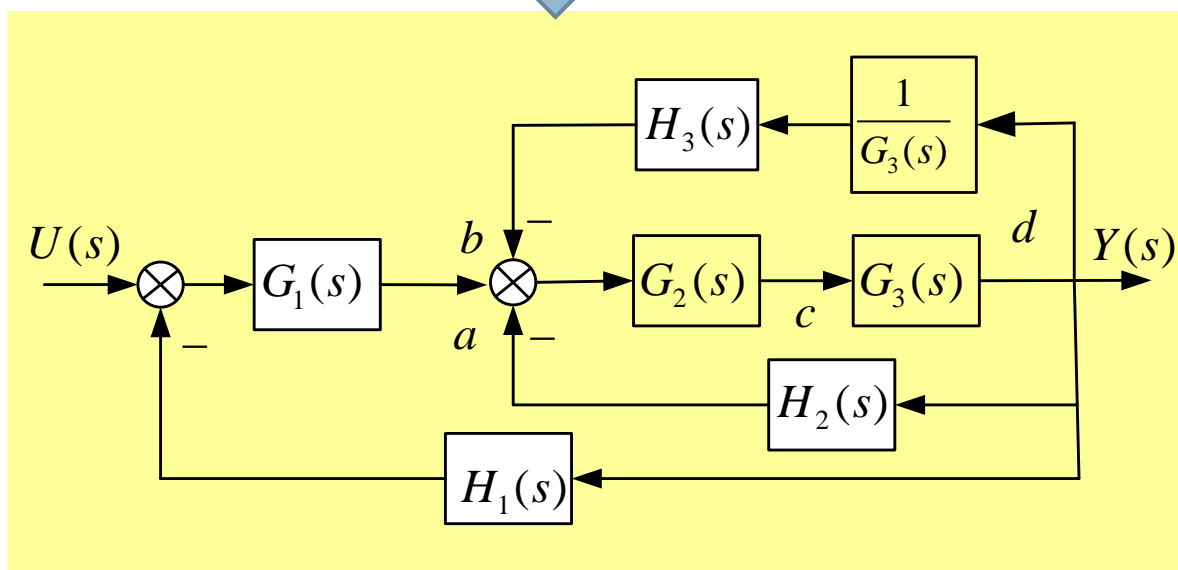 H₃(s)
1
G₃(s)
b
−
d
U(s)
Y(s)
G₁(s)
G₂(s)
G₃(s)
c
a
−
−
H₂(s)
H₁(s)